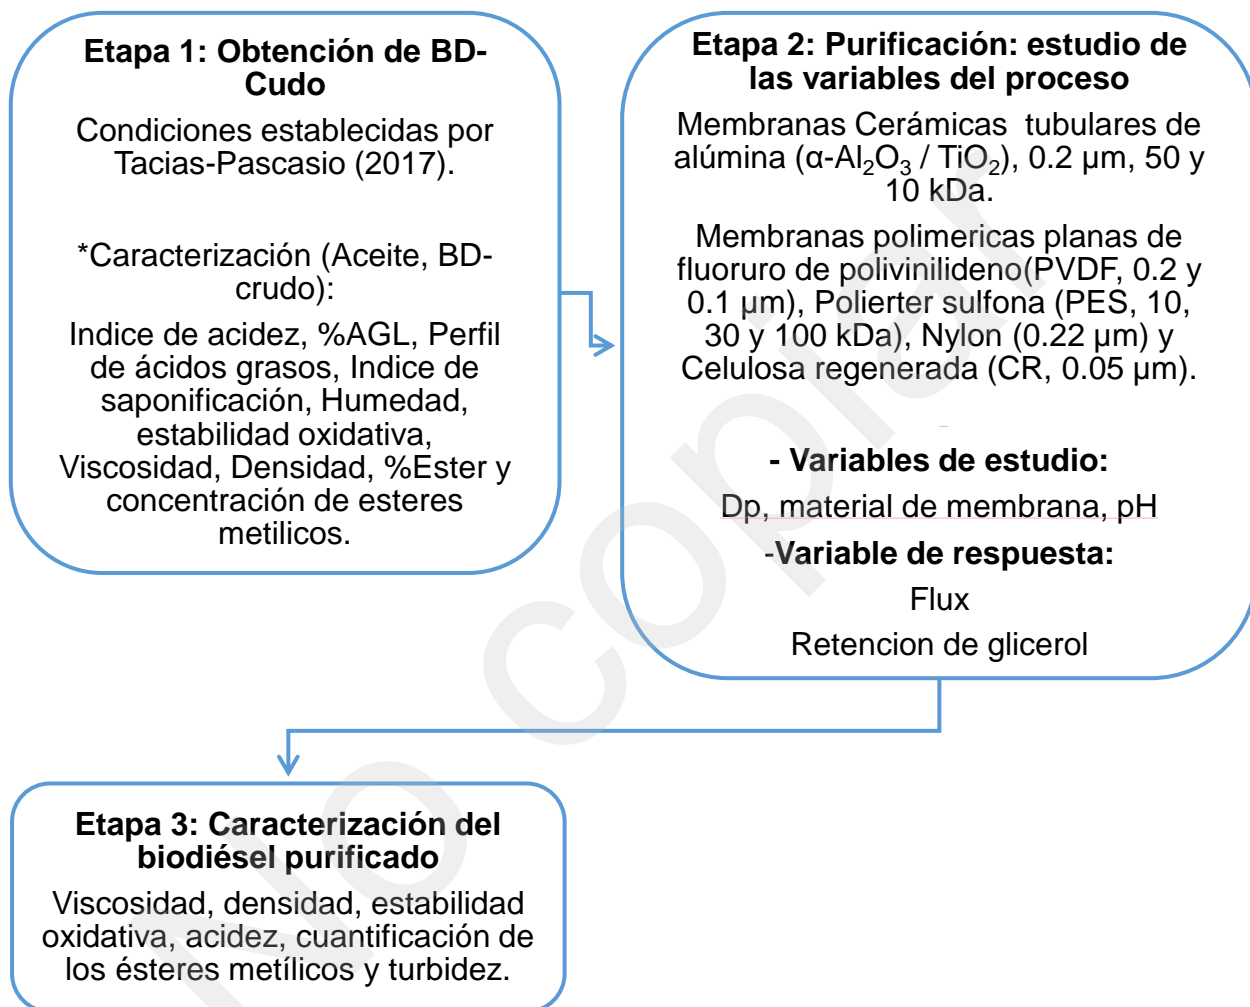 Etapa 1: Obtención de BD-
Cudo
Condiciones establecidas por
Tacias-Pascasio (2017).
*Caracterización (Aceite, BD-
crudo):
Indice de acidez, %AGL, Perfil
de ácidos grasos, Indice de
saponificación, Humedad,
estabilidad oxidativa,
Viscosidad, Densidad, %Ester y
concentración de esteres
metilicos.
Etapa 2: Purificación: estudio de
las variables del proceso
Membranas Cerámicas tubulares de
alúmina (α-Al₂O₃ / TiO₂), 0.2 µm, 50 y
10 kDa.
Membranas polimericas planas de
fluoruro de polivinilideno(PVDF, 0.2 y
0.1 µm), Polierter sulfona (PES, 10,
30 y 100 kDa), Nylon (0.22 µm) y
Celulosa regenerada (CR, 0.05 µm).
- Variables de estudio:
Dp, material de membrana, pH
-Variable de respuesta:
Flux
Retencion de glicerol
Etapa 3: Caracterización del
biodiésel purificado
Viscosidad, densidad, estabilidad
oxidativa, acidez, cuantificación de
los ésteres metílicos y turbidez.
No copiar